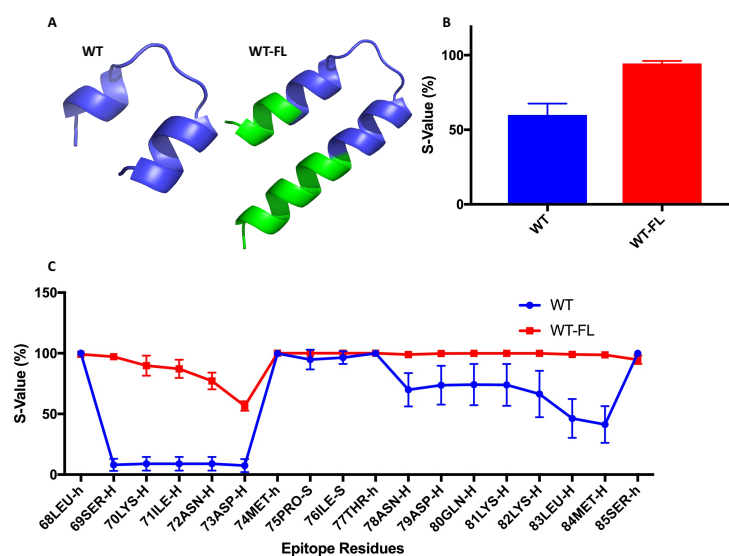 A
WT
WT-FL
B
S-Value (%)
100
50
0
WT
WT-FL
C
S-Value (%)
150
100
50
0
WT
WT-FL
68LEU-h
69SER-H
70LYS-H
71ILE-H
72ASN-H
73ASP-H
74MET-h
75PRO-S
76ILE-S
77THR-h
78ASN-H
79ASP-H
80GLN-H
81LYS-H
82LYS-H
83LEU-H
84MET-H
85SER-h
Epitope Residues